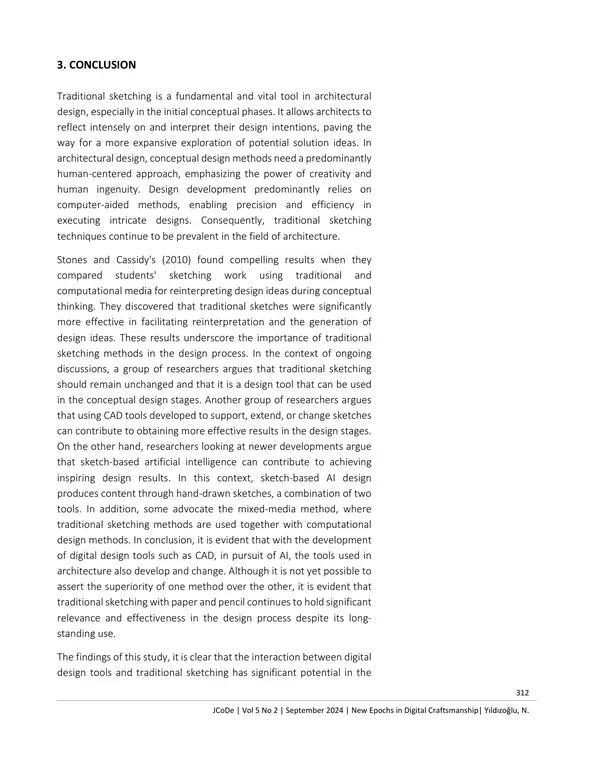 3. CONCLUSION
Traditional sketching is a fundamental and vital tool in architectural
design, especially in the initial conceptual phases. It allows architects to
reflect intensely on and interpret their design intentions, paving the
way for a more expansive exploration of potential solution ideas. In
architectural design, conceptual design methods need a predominantly
human-centered approach, emphasizing the power of creativity and
human ingenuity. Design development predominantly relies on
computer-aided methods, enabling precision and efficiency in
executing intricate designs. Consequently, traditional sketching
techniques continue to be prevalent in the field of architecture.
Stones and Cassidy's (2010) found compelling results when they
compared students' sketching work using traditional and
computational media for reinterpreting design ideas during conceptual
thinking. They discovered that traditional sketches were significantly
more effective in facilitating reinterpretation and the generation of
design ideas. These results underscore the importance of traditional
sketching methods in the design process. In the context of ongoing
discussions, a group of researchers argues that traditional sketching
should remain unchanged and that it is a design tool that can be used
in the conceptual design stages. Another group of researchers argues
that using CAD tools developed to support, extend, or change sketches
can contribute to obtaining more effective results in the design stages.
On the other hand, researchers looking at newer developments argue
that sketch-based artificial intelligence can contribute to achieving
inspiring design results. In this context, sketch-based AI design
produces content through hand-drawn sketches, a combination of two
tools. In addition, some advocate the mixed-media method, where
traditional sketching methods are used together with computational
design methods. In conclusion, it is evident that with the development
of digital design tools such as CAD, in pursuit of AI, the tools used in
architecture also develop and change. Although it is not yet possible to
assert the superiority of one method over the other, it is evident that
traditional sketching with paper and pencil continues to hold significant
relevance and effectiveness in the design process despite its long-
standing use.
The findings of this study, it is clear that the interaction between digital
design tools and traditional sketching has significant potential in the
312
JCoDe | Vol 5 No 2 | September 2024 | New Epochs in Digital Craftsmanship| Yıldızoğlu, N.